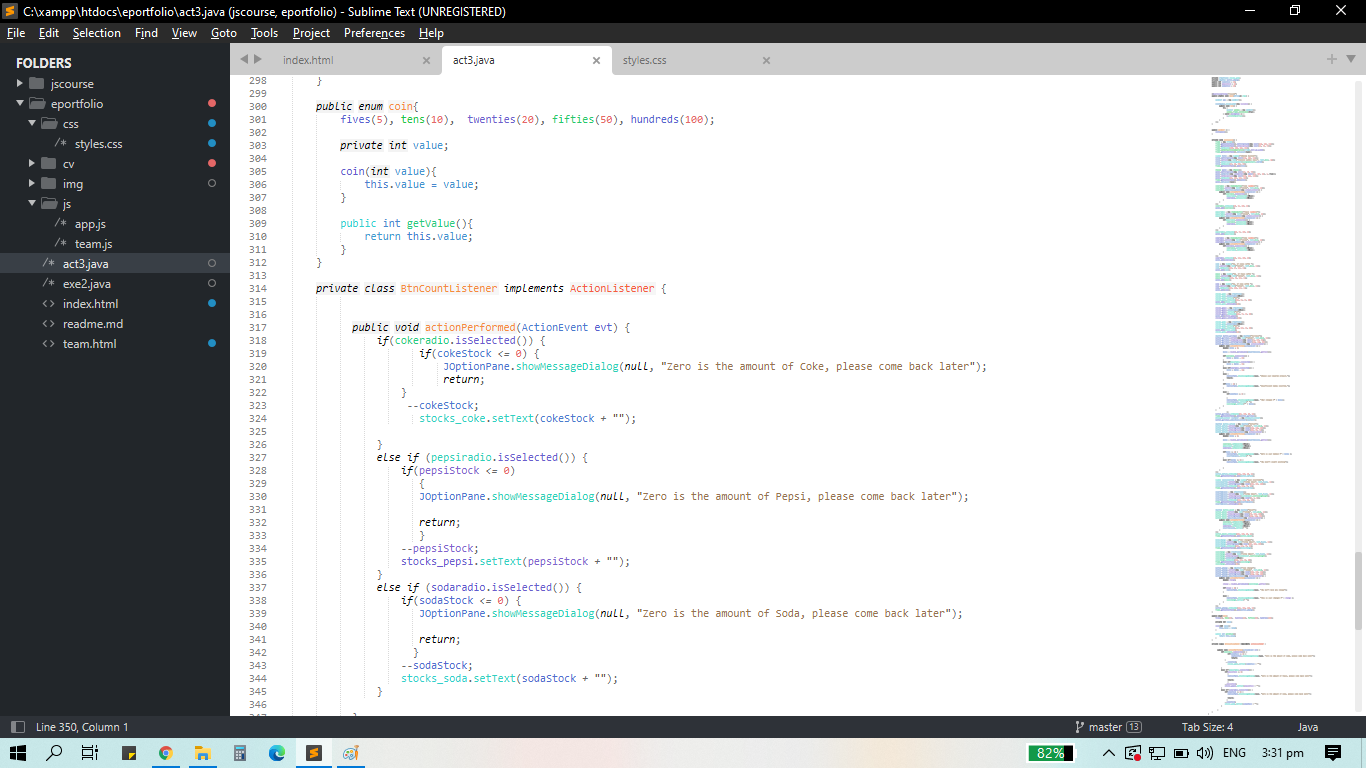 C:\xampp\htdocs\eportfolio\act3.java (jscourse, eportfolio) - Sublime Text (UNREGISTERED)
File Edit Selection Find View Goto Tools Project Preferences Help
FOLDERS
jscourse
eportfolio
css
/* styles.css
cv
img
js
/* app.js
/* team.js
/* act3.java
/* exe2.java
<> index.html
readme.md
<> team.html
index.html × act3.java × styles.css ×
298 }
299
300 public enum coin{
301 fives(5), tens(10),  twenties(20), fifties(50), hundreds(100);
302
303 private int value;
304
305 coin(int value){
306 this.value = value;
307 }
308
309 public int getValue(){
310 return this.value;
311 }
312 }
313
314 private class BtnCountListener implements ActionListener {
315
316
317 public void actionPerformed(ActionEvent evt) {
318 if(cokeradio.isSelected()) {
319 if(cokeStock <= 0) {
320 JOptionPane.showMessageDialog(null, "Zero is the amount of Coke, please come back later");
321 return;
322 }
323 --cokeStock;
324 stocks_coke.setText(cokeStock + "");
325
326 }
327 else if (pepsiradio.isSelected()) {
328 if(pepsiStock <= 0)
329 {
330 JOptionPane.showMessageDialog(null, "Zero is the amount of Pepsi, please come back later");
331
332 return;
333 }
334 --pepsiStock;
335 stocks_pepsi.setText(pepsiStock + "");
336 }
337 else if (sodaradio.isSelected()) {
338 if(sodaStock <= 0) {
339 JOptionPane.showMessageDialog(null, "Zero is the amount of Soda, please come back later");
340
341 return;
342 }
343 --sodaStock;
344 stocks_soda.setText(sodaStock + "");
345 }
346
Line 350, Column 1 master 13 Tab Size: 4 Java
82% ENG 3:31 pm